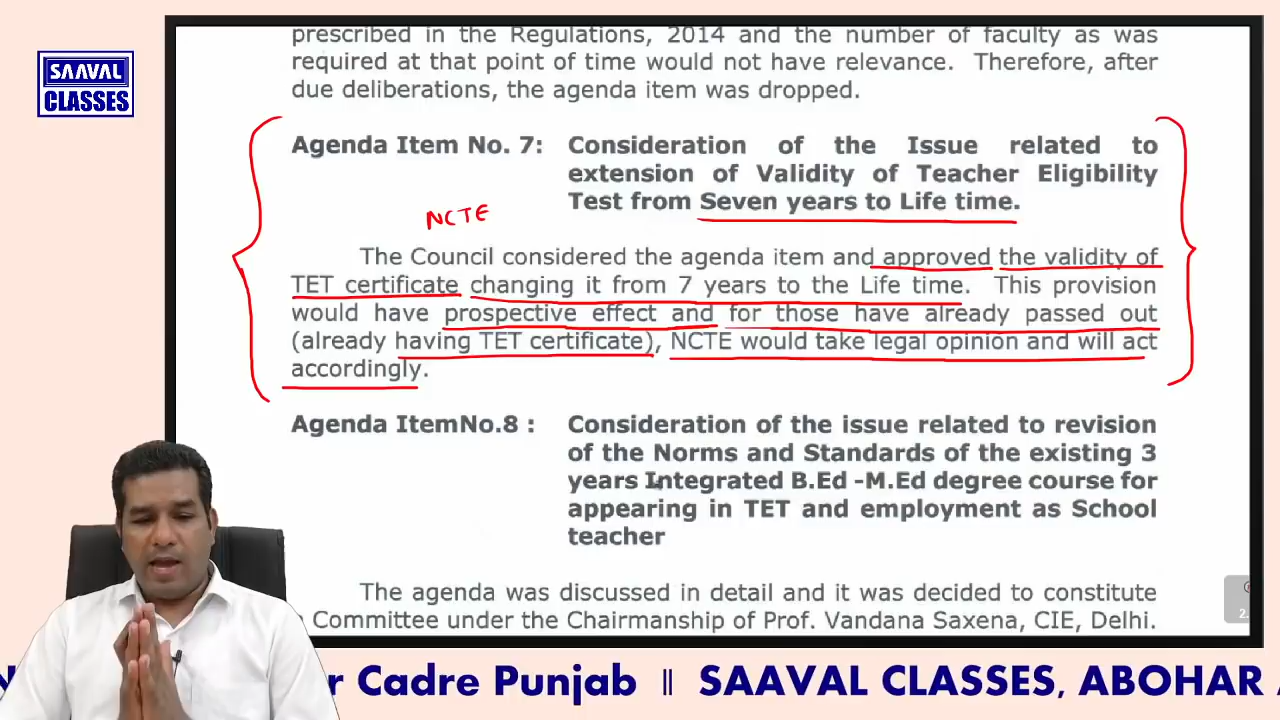 SAAVAL
CLASSES
prescribed in the Regulations, 2014 and the number of faculty as was
required at that point of time would not have relevance. Therefore, after
due deliberations, the agenda item was dropped.
Agenda Item No. 7: Consideration of the Issue related to
extension of Validity of Teacher Eligibility
Test from Seven years to Life time.
NCTE
The Council considered the agenda item and approved the validity of
TET certificate changing it from 7 years to the Life time. This provision
would have prospective effect and for those have already passed out
(already having TET certificate), NCTE would take legal opinion and will act
accordingly.
Agenda ItemNo.8 : Consideration of the issue related to revision
of the Norms and Standards of the existing 3
years Integrated B.Ed -M.Ed degree course for
appearing in TET and employment as School
teacher
The agenda was discussed in detail and it was decided to constitute
Committee under the Chairmanship of Prof. Vandana Saxena, CIE, Delhi.
r Cadre Punjab || SAAVAL CLASSES, ABOHAR